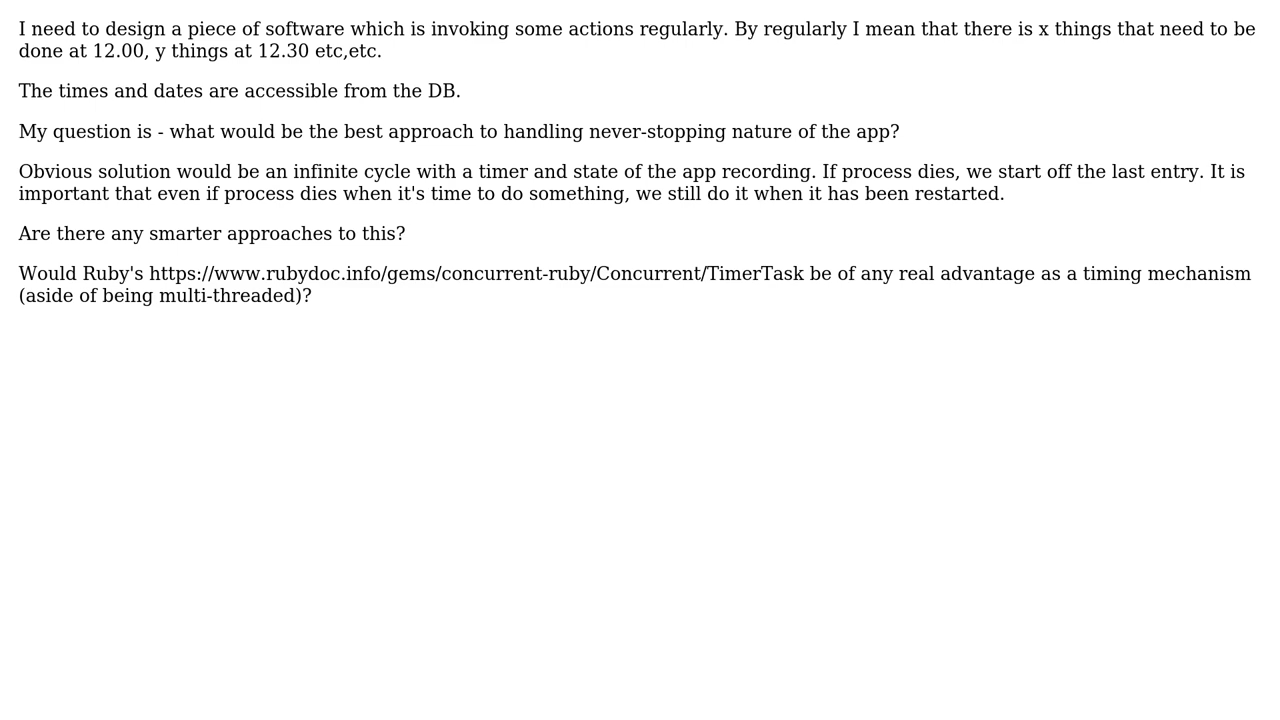 I need to design a piece of software which is invoking some actions regularly. By regularly I mean that there is x things that need to be
done at 12.00, y things at 12.30 etc,etc.
The times and dates are accessible from the DB.
My question is - what would be the best approach to handling never-stopping nature of the app?
Obvious solution would be an infinite cycle with a timer and state of the app recording. If process dies, we start off the last entry. It is
important that even if process dies when it's time to do something, we still do it when it has been restarted.
Are there any smarter approaches to this?
Would Ruby's https://www.rubydoc.info/gems/concurrent-ruby/Concurrent/TimerTask be of any real advantage as a timing mechanism
(aside of being multi-threaded)?